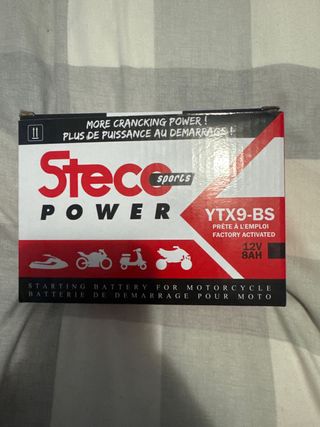 MORE CRANCKING POWER !
PLUS DE PUISSANCE AU DEMARRAGE !
Steco sports
POWER
YTX9-BS
PRÊTE À L'EMPLOI
FACTORY ACTIVATED
12V
8AH
STARTING BATTERY FOR MOTORCYCLE
BATTERIE DE DEMARRAGE POUR MOTO